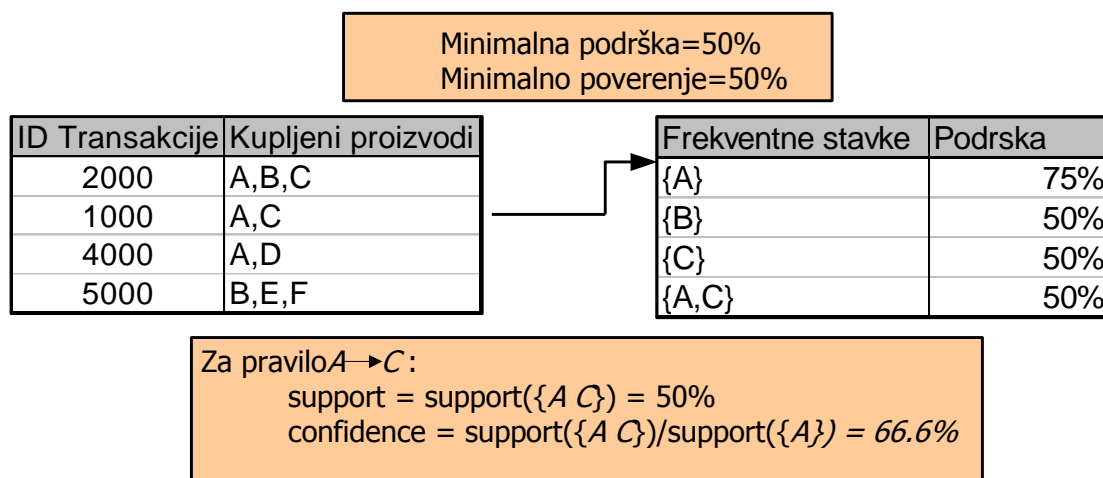 Minimalna podrška=50%
Minimalno poverenje=50%
ID Transakcije Kupljeni proizvodi
2000 A,B,C
1000 A,C
4000 A,D
5000 B,E,F
Frekventne stavke Podrska
{A} 75%
{B} 50%
{C} 50%
{A,C} 50%
Za praviloA→C :
support = support({A C}) = 50%
confidence = support({A C})/support({A}) = 66.6%